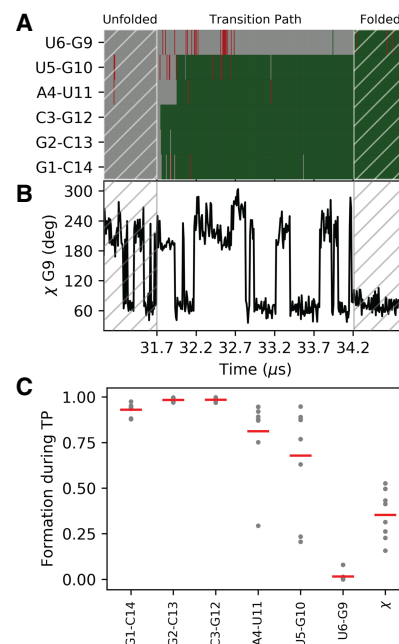 A
Unfolded Transition Path Folded
U6-G9
U5-G10
A4-U11
C3-G12
G2-C13
G1-C14
B
300
240
180
120
60
χ G9 (deg)
31.7 32.2 32.7 33.2 33.7 34.2
Time (μs)
C
1.00
0.75
0.50
0.25
0.00
Formation during TP
G1-C14
G2-C13
C3-G12
A4-U11
U5-G10
U6-G9
χ